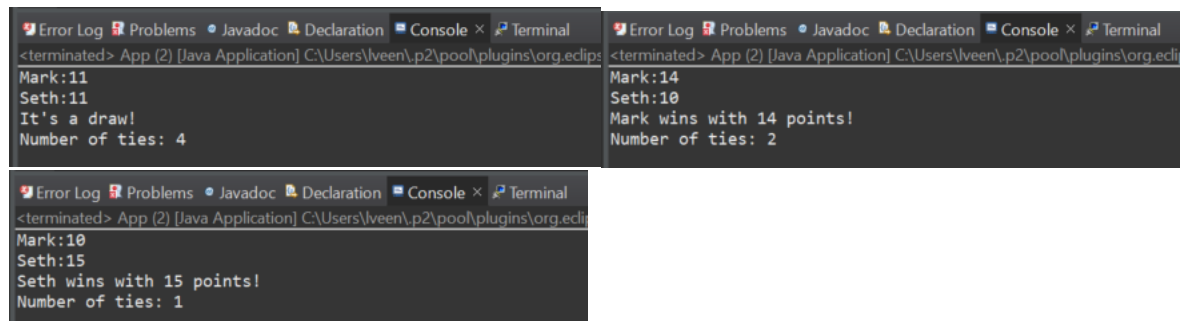 Error Log Problems Javadoc Declaration Console × Terminal
<terminated> App (2) [Java Application] C:\Users\lveen\.p2\pool\plugins\org.eclips
Mark:11
Seth:11
It's a draw!
Number of ties: 4
Error Log Problems Javadoc Declaration Console × Terminal
<terminated> App (2) [Java Application] C:\Users\lveen\.p2\pool\plugins\org.ecli
Mark:14
Seth:10
Mark wins with 14 points!
Number of ties: 2
Error Log Problems Javadoc Declaration Console × Terminal
<terminated> App (2) [Java Application] C:\Users\lveen\.p2\pool\plugins\org.eclip
Mark:10
Seth:15
Seth wins with 15 points!
Number of ties: 1